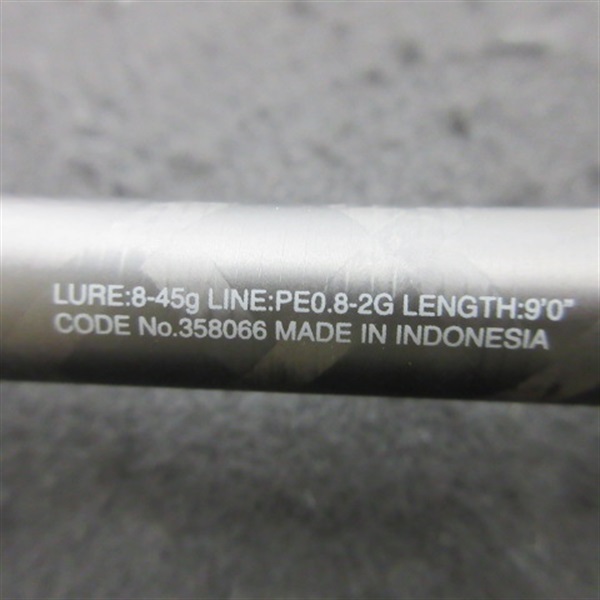 LURE:8-45g LINE:PE0.8-2G LENGTH:9'0"
CODE No.358066 MADE IN INDONESIA